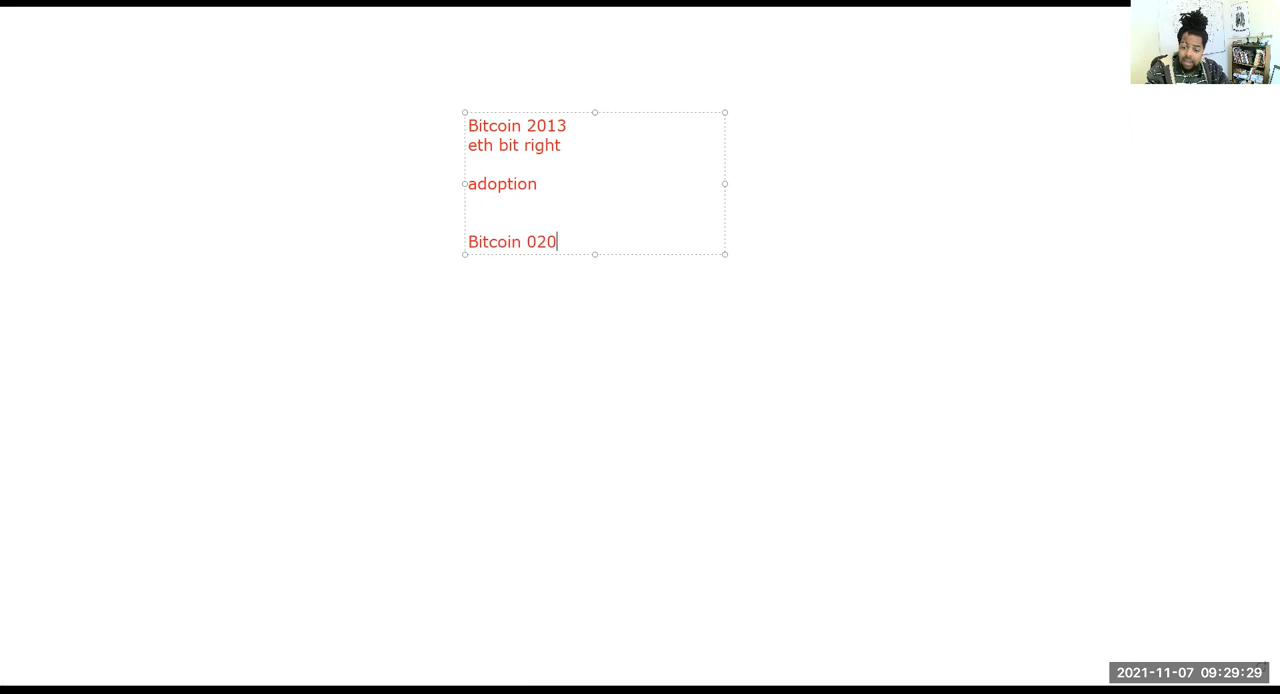 Bitcoin 2013
eth bit right
adoption
Bitcoin 020
2021-11-07 09:29:29